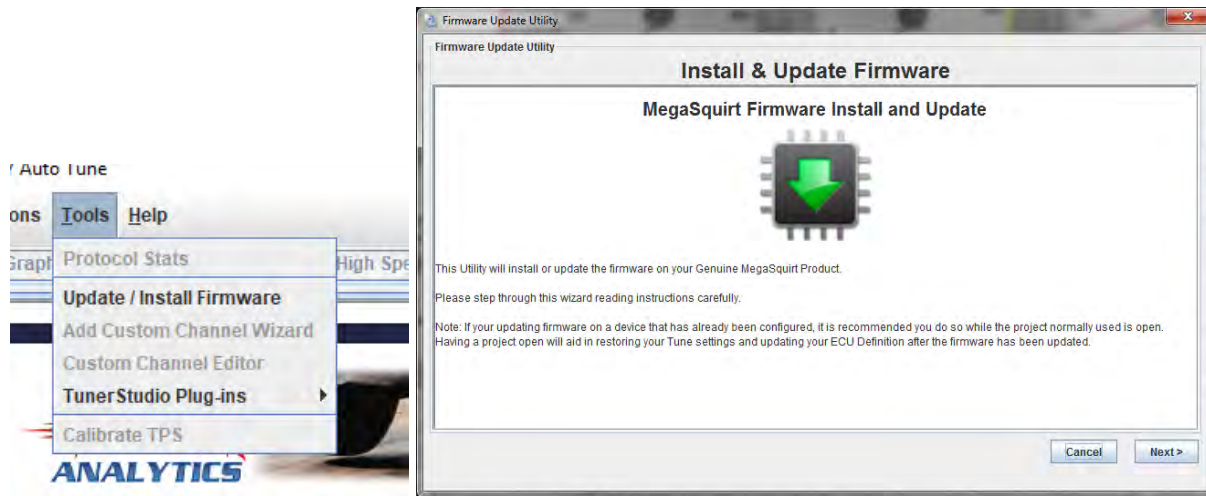 / Auto Tune
ons Tools Help
Graph
High Spe
Protocol Stats
Update / Install Firmware
Add Custom Channel Wizard
Custom Channel Editor
TunerStudio Plug-ins
Calibrate TPS
ANALYTICS
Firmware Update Utility
Firmware Update Utility
Install & Update Firmware
MegaSquirt Firmware Install and Update
This Utility will install or update the firmware on your Genuine MegaSquirt Product.
Please step through this wizard reading instructions carefully.
Note: If your updating firmware on a device that has already been configured, it is recommended you do so while the project normally used is open.
Having a project open will aid in restoring your Tune settings and updating your ECU Definition after the firmware has been updated.
Cancel
Next >